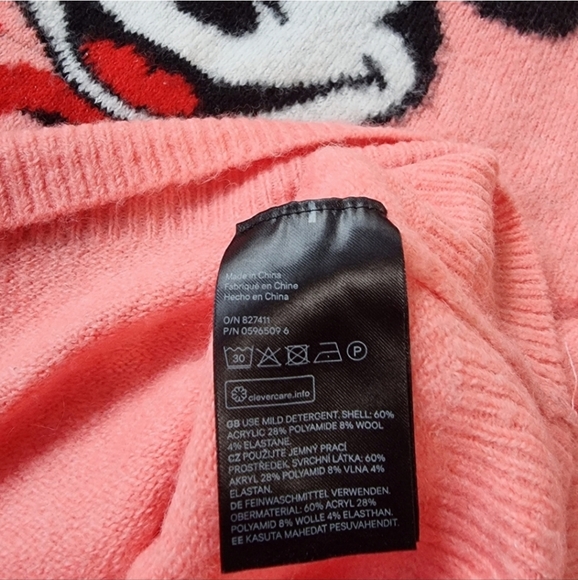 Made in China
Fabriqué en Chine
Hecho en China
O/N 827411
P/N 0596509 6
30
P
clevercare.info
GB USE MILD DETERGENT. SHELL: 60%
ACRYLIC 28% POLYAMIDE 8% WOOL
4% ELASTANE.
CZ POUŽIJTE JEMNÝ PRACÍ
PROSTŘEDEK. SVRCHNÍ LÁTKA: 60%
AKRYL 28% POLYAMID 8% VLNA 4%
ELASTAN.
DE FEINWASCHMITTEL VERWENDEN.
OBERMATERIAL: 60% ACRYL 28%
POLYAMID 8% WOLLE 4% ELASTHAN.
EE KASUTA MAHEDAT PESUVAHENDIT.